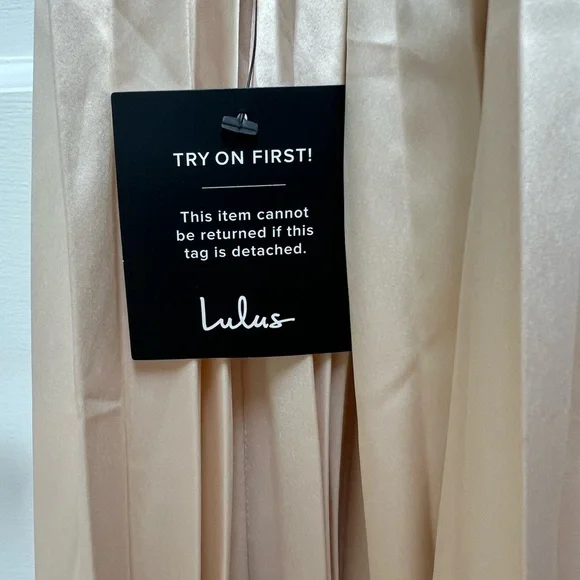 TRY ON FIRST!
This item cannot
be returned if this
tag is detached.
Lulus